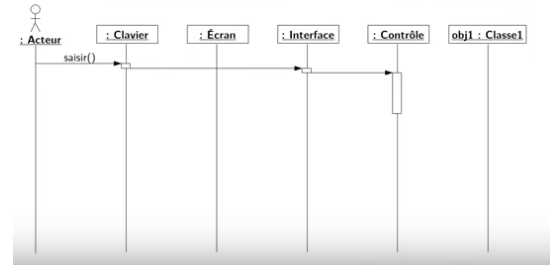 : Acteur
: Clavier
: Écran
: Interface
: Contrôle
obj1 : Classe1
saisir()